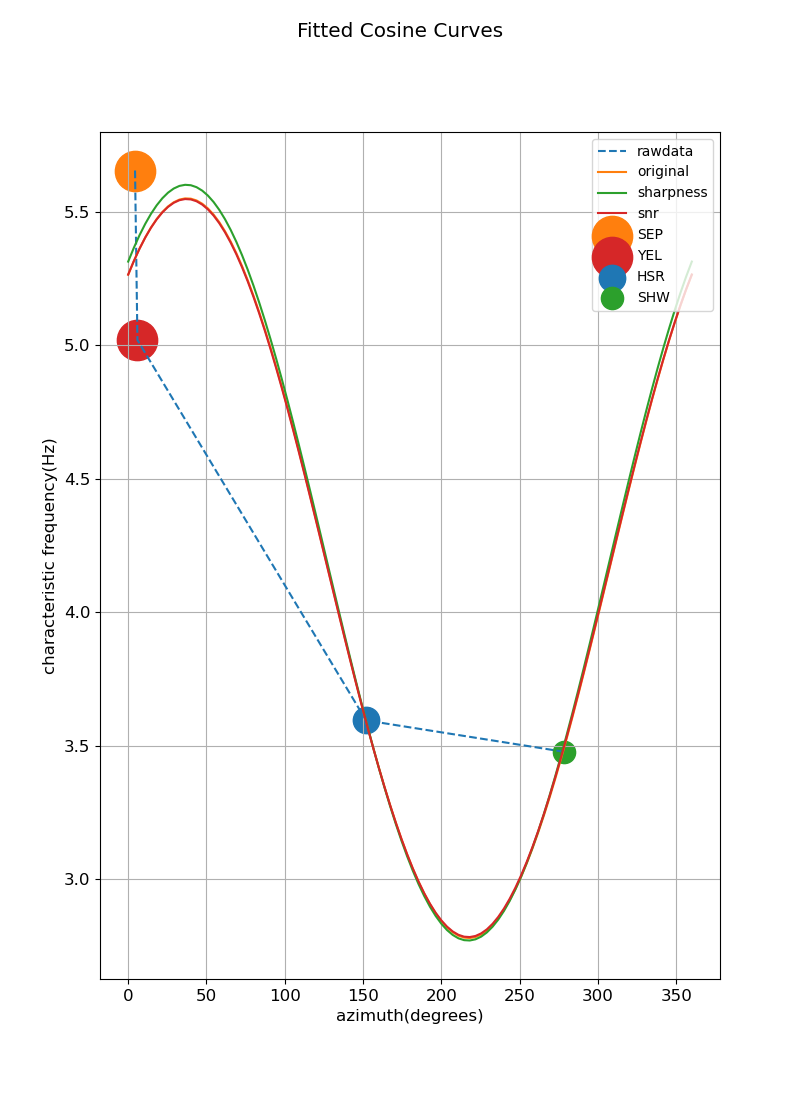 Fitted Cosine Curves
rawdata
original
sharpness
snr
SEP
YEL
HSR
SHW
5.5
5.0
4.5
4.0
3.5
3.0
characteristic frequency(Hz)
0 50 100 150 200 250 300 350
azimuth(degrees)